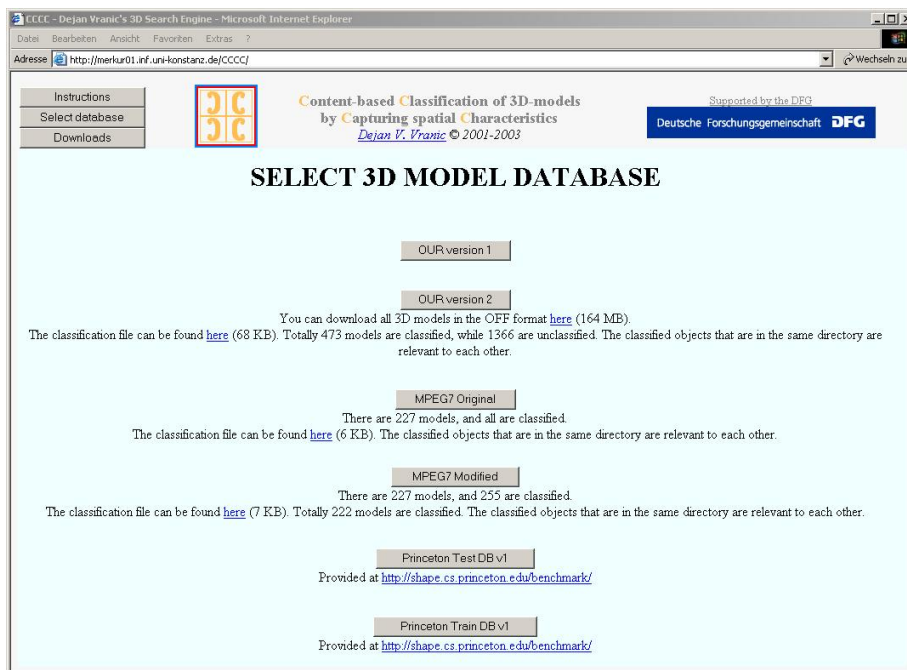 CCCC - Dejan Vranic's 3D Search Engine - Microsoft Internet Explorer
Datei Bearbeiten Ansicht Favoriten Extras ?
Adresse http://merkur01.inf.uni-konstanz.de/CCCC/ Wechseln zu
Instructions
Select database
Downloads
CCCC
Content-based Classification of 3D-models
by Capturing spatial Characteristics
Dejan V. Vranic © 2001-2003
Supported by the DFG
Deutsche Forschungsgemeinschaft DFG
SELECT 3D MODEL DATABASE
OUR version 1
OUR version 2
You can download all 3D models in the OFF format here (164 MB).
The classification file can be found here (68 KB). Totally 473 models are classified, while 1366 are unclassified. The classified objects that are in the same directory are
relevant to each other.
MPEG7 Original
There are 227 models, and all are classified.
The classification file can be found here (6 KB). The classified objects that are in the same directory are relevant to each other.
MPEG7 Modified
There are 227 models, and 255 are classified.
The classification file can be found here (7 KB). Totally 222 models are classified. The classified objects that are in the same directory are relevant to each other.
Princeton Test DB v1
Provided at http://shape.cs.princeton.edu/benchmark/
Princeton Train DB v1
Provided at http://shape.cs.princeton.edu/benchmark/